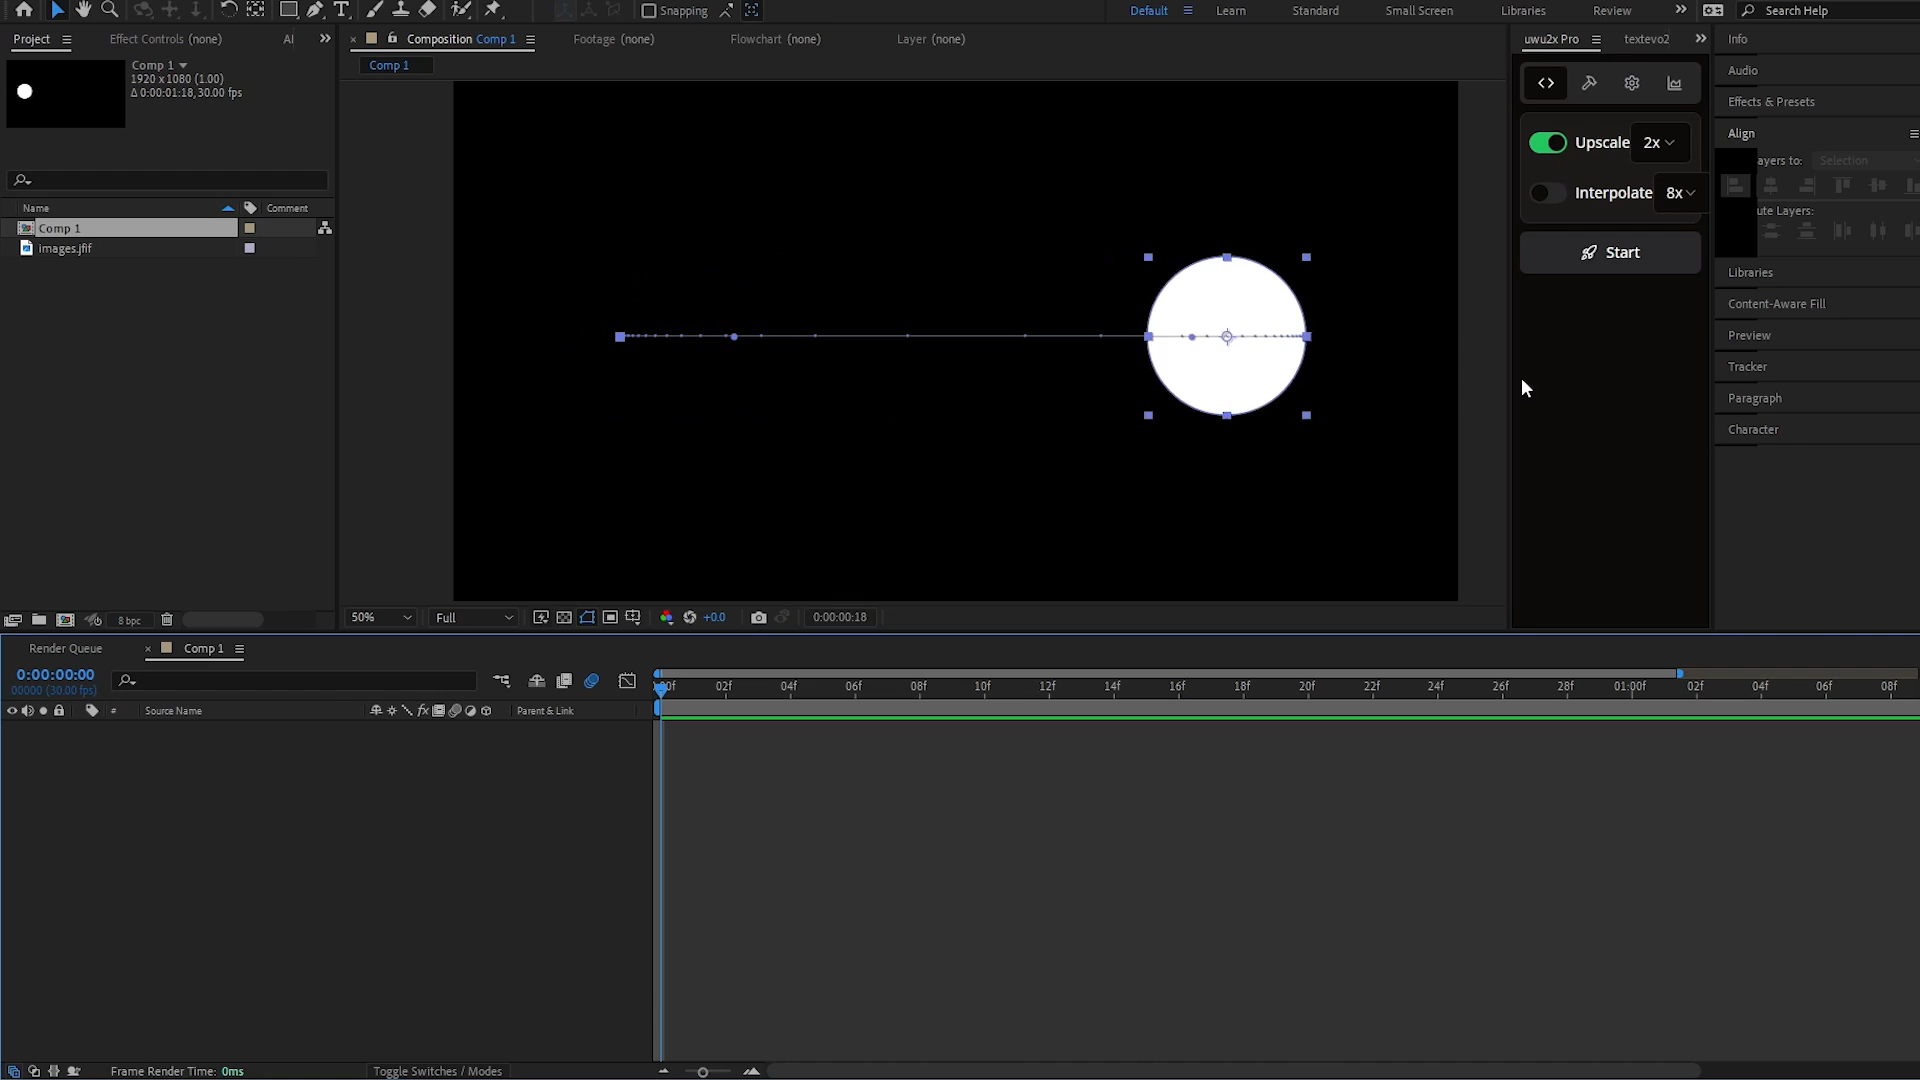 Snapping
Default
Learn
Standard
Small Screen
Libraries
Review
Search Help
Project
Effect Controls (none)
Composition Comp 1
Footage (none)
Flowchart (none)
Layer (none)
uwu2x Pro
textevo2
Info
Comp 1
1920 x 1080 (1.00)
Δ 0:00:01:18, 30.00 fps
Comp 1
Audio
Effects & Presets
Align
Upscale 2x
ayers to: Selection
Interpolate 8x
ute Layers:
Start
Name
Comment
Comp 1
images.jfif
Libraries
Content-Aware Fill
Preview
Tracker
Paragraph
Character
8 bpc
50%
Full
+0.0
0:00:00:18
Render Queue
Comp 1
0:00:00:00
00000 (30.00 fps)
02f 04f 06f 08f 10f 12f 14f 16f 18f 20f 22f 24f 26f 28f 01:00f 02f 04f 06f 08f
# Source Name
Parent & Link
Frame Render Time: 0ms
Toggle Switches / Modes